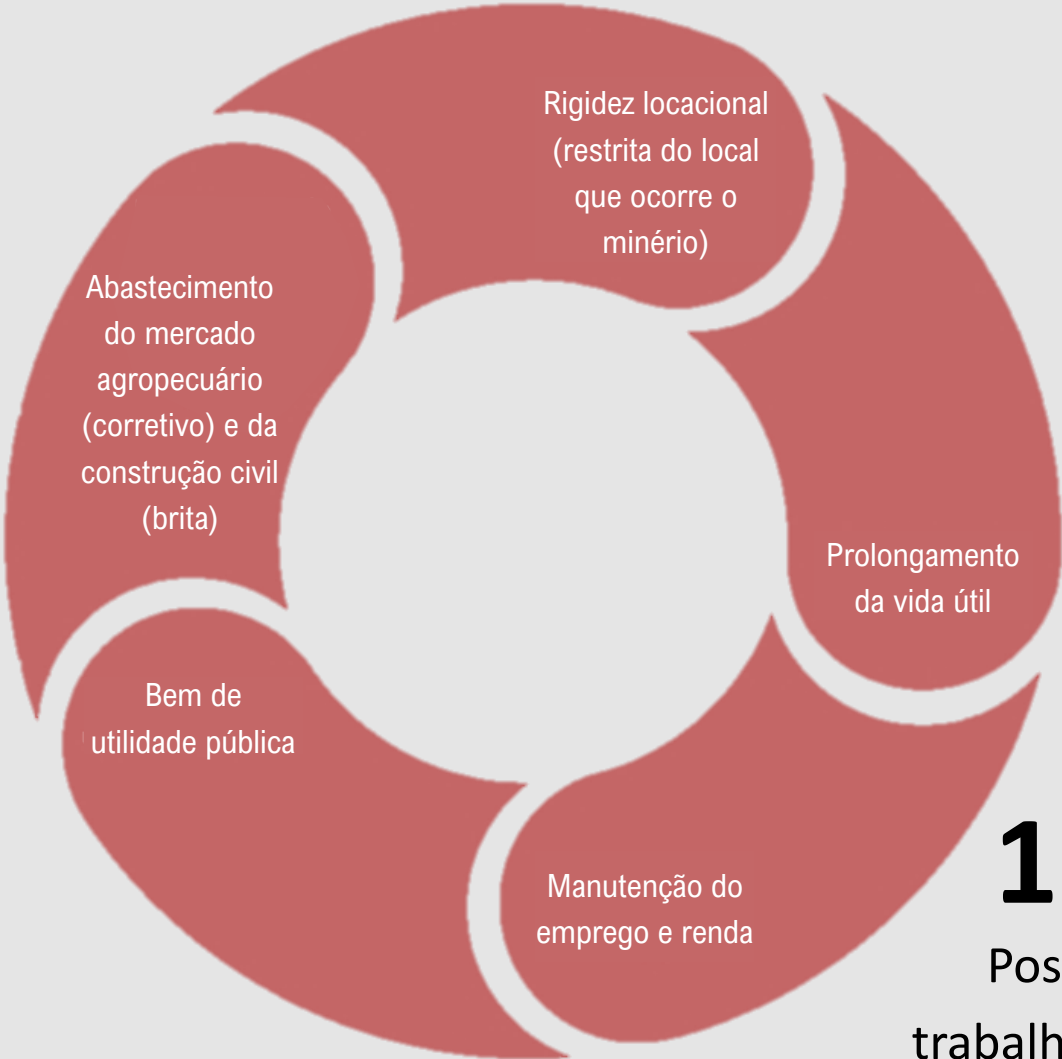 Rigidez locacional
(restrita do local
que ocorre o
minério)
Abastecimento
do mercado
agropecuário
(corretivo) e da
construção civil
(brita)
Prolongamento
da vida útil
Bem de
utilidade pública
Manutenção do
emprego e renda
1
Pos
trabalh